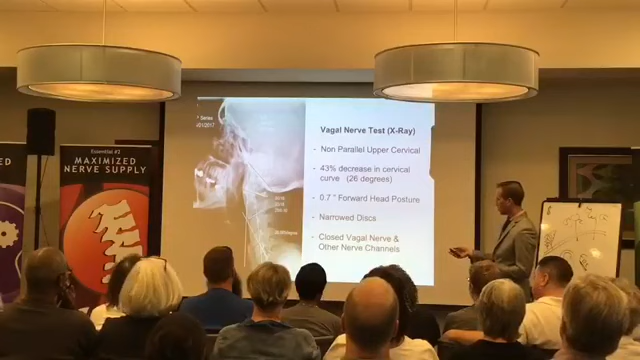 Series
Vagal Nerve Test (X-Ray)
- Non Parallel Upper Cervical
- 43% decrease in cervical
curve (26 degrees)
- 0.7 " Forward Head Posture
- Narrowed Discs
- Closed Vagal Nerve &
Other Nerve Channels
Essential #2
MAXIMIZED
NERVE SUPPLY